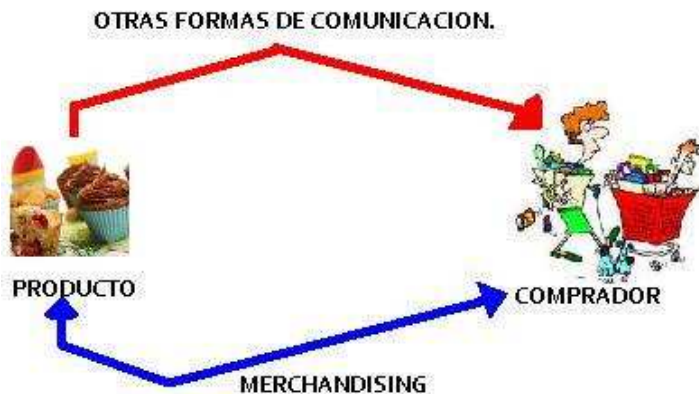 OTRAS FORMAS DE COMUNICACION.
PRODUCTO
COMPRADOR
MERCHANDISING